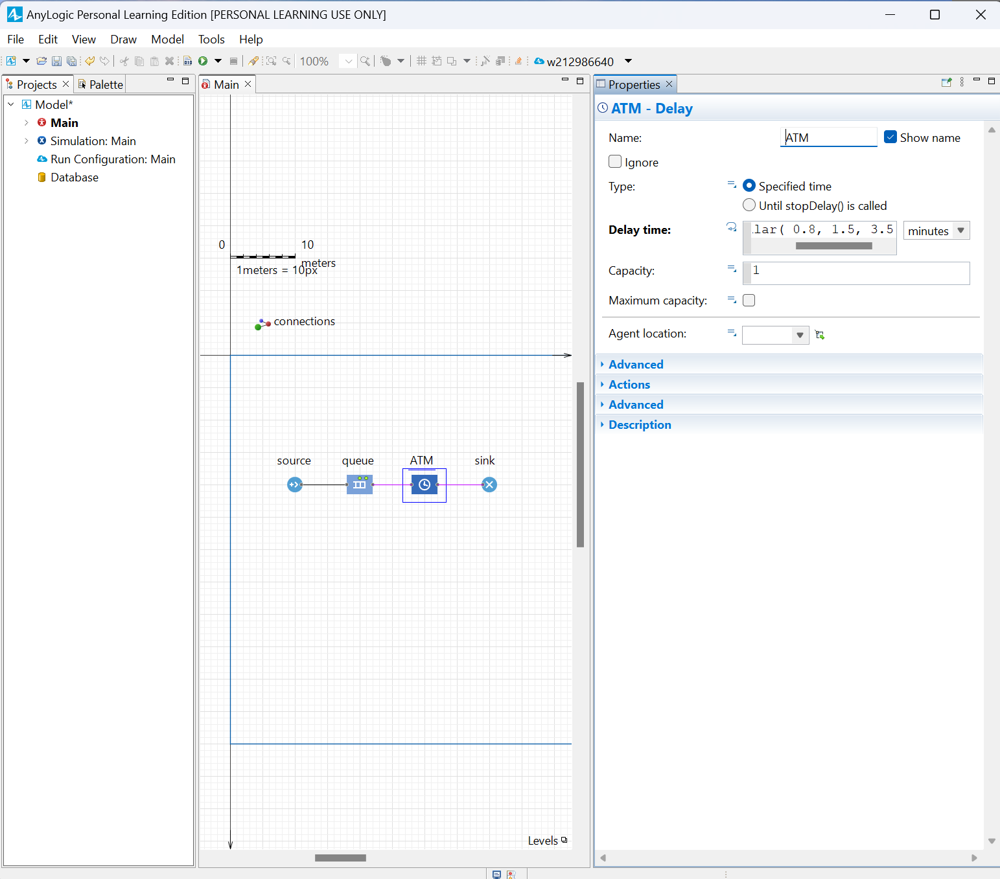 AnyLogic Personal Learning Edition [PERSONAL LEARNING USE ONLY]
File Edit View Draw Model Tools Help
100% w212986640
Projects Palette
Model*
Main
Simulation: Main
Run Configuration: Main
Database
Main
0 10
meters
1meters = 10px
connections
source queue ATM sink
Levels
Properties
ATM - Delay
Name: ATM Show name
Ignore
Type: Specified time
Until stopDelay() is called
Delay time: lar( 0.8, 1.5, 3.5 minutes
Capacity: 1
Maximum capacity:
Agent location:
Advanced
Actions
Advanced
Description